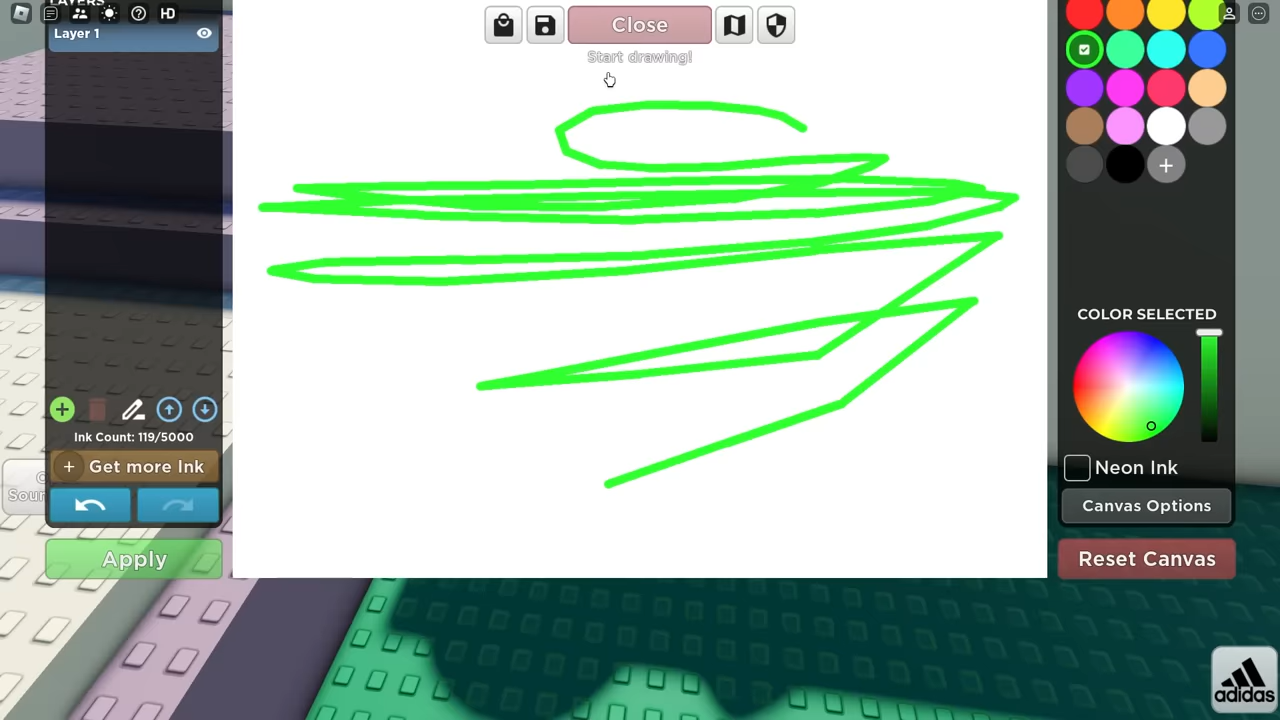 HD
LAYERS
Layer 1
Close
Start drawing!
Ink Count: 119/5000
+ Get more Ink
Apply
+
COLOR SELECTED
Neon Ink
Canvas Options
Reset Canvas
adidas